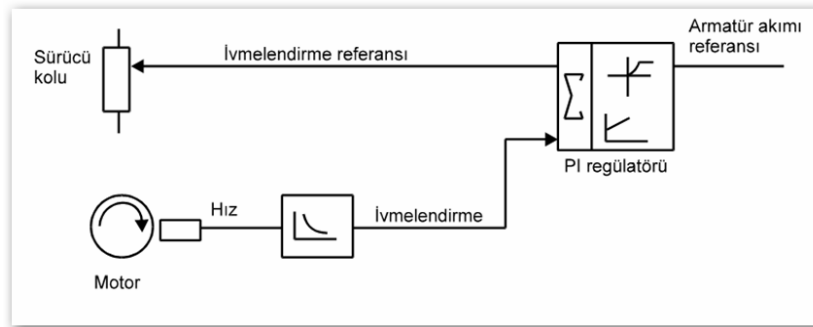 Sürücü
kolu
İvmelendirme referansı
Armatür akımı
referansı
PI regülatörü
Hız
İvmelendirme
Motor